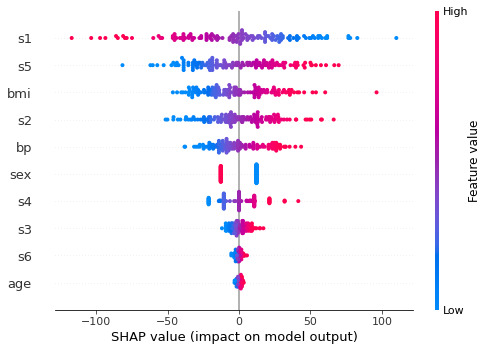 High
s1
s5
bmi
s2
bp
sex
s4
s3
s6
age
Feature value
Low
−100 −50 0 50 100
SHAP value (impact on model output)